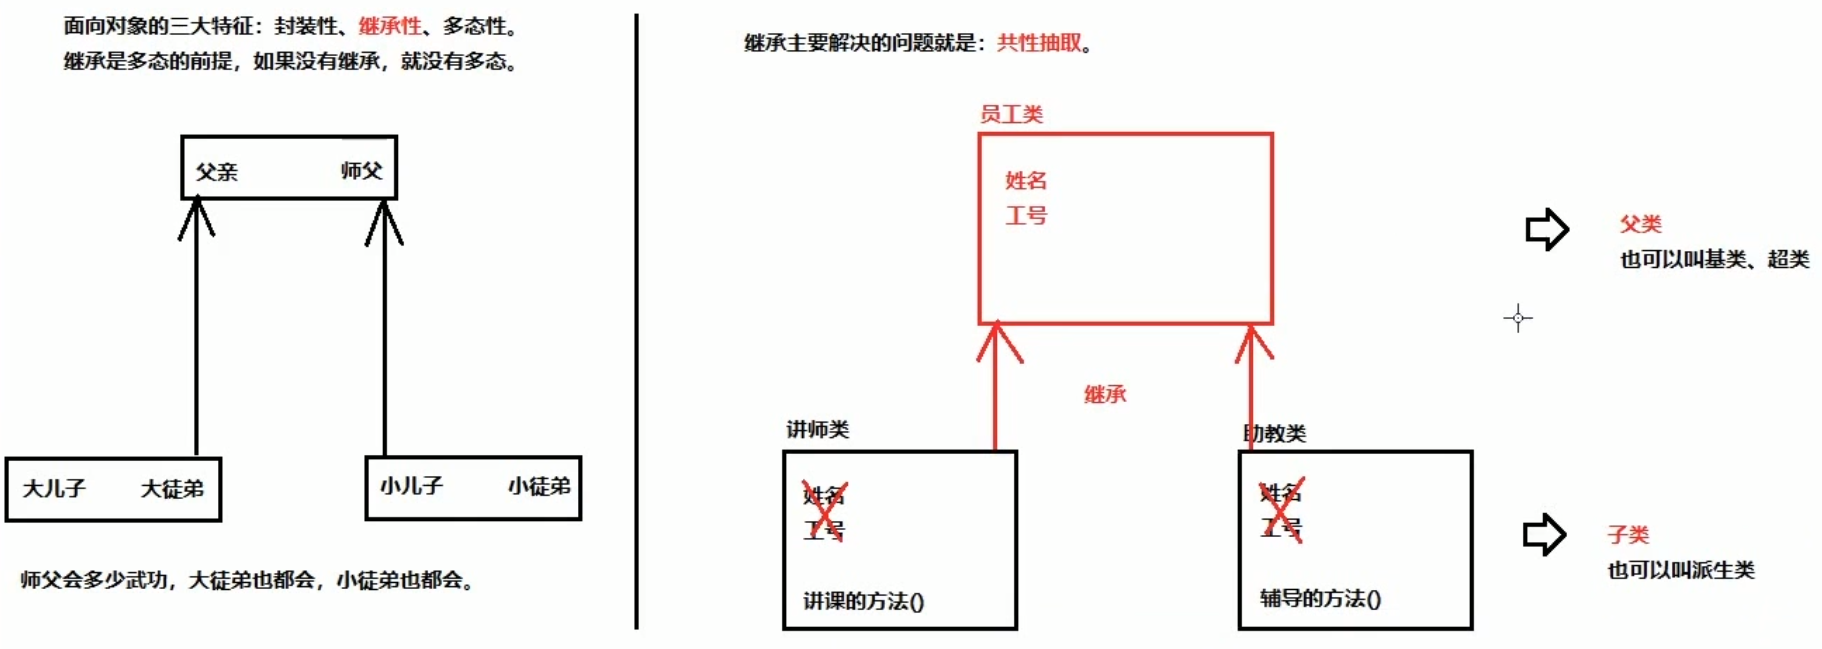 面向对象的三大特征：封装性、继承性、多态性。
继承是多态的前提，如果没有继承，就没有多态。
父亲 师父
大儿子 大徒弟
小儿子 小徒弟
师父会多少武功，大徒弟也都会，小徒弟也都会。
继承主要解决的问题就是：共性抽取。
员工类
姓名
工号
继承
讲师类
姓名
工号
讲课的方法()
助教类
姓名
工号
辅导的方法()
父类
也可以叫基类、超类
子类
也可以叫派生类